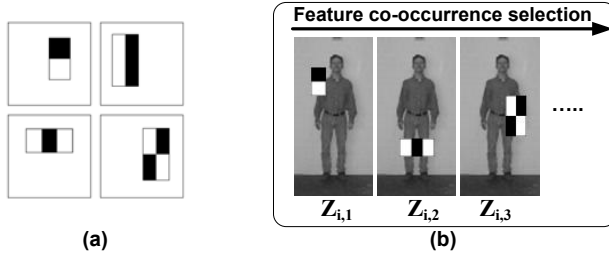 Feature co-occurrence selection
.....
Z_{i,1} Z_{i,2} Z_{i,3}
(a) (b)